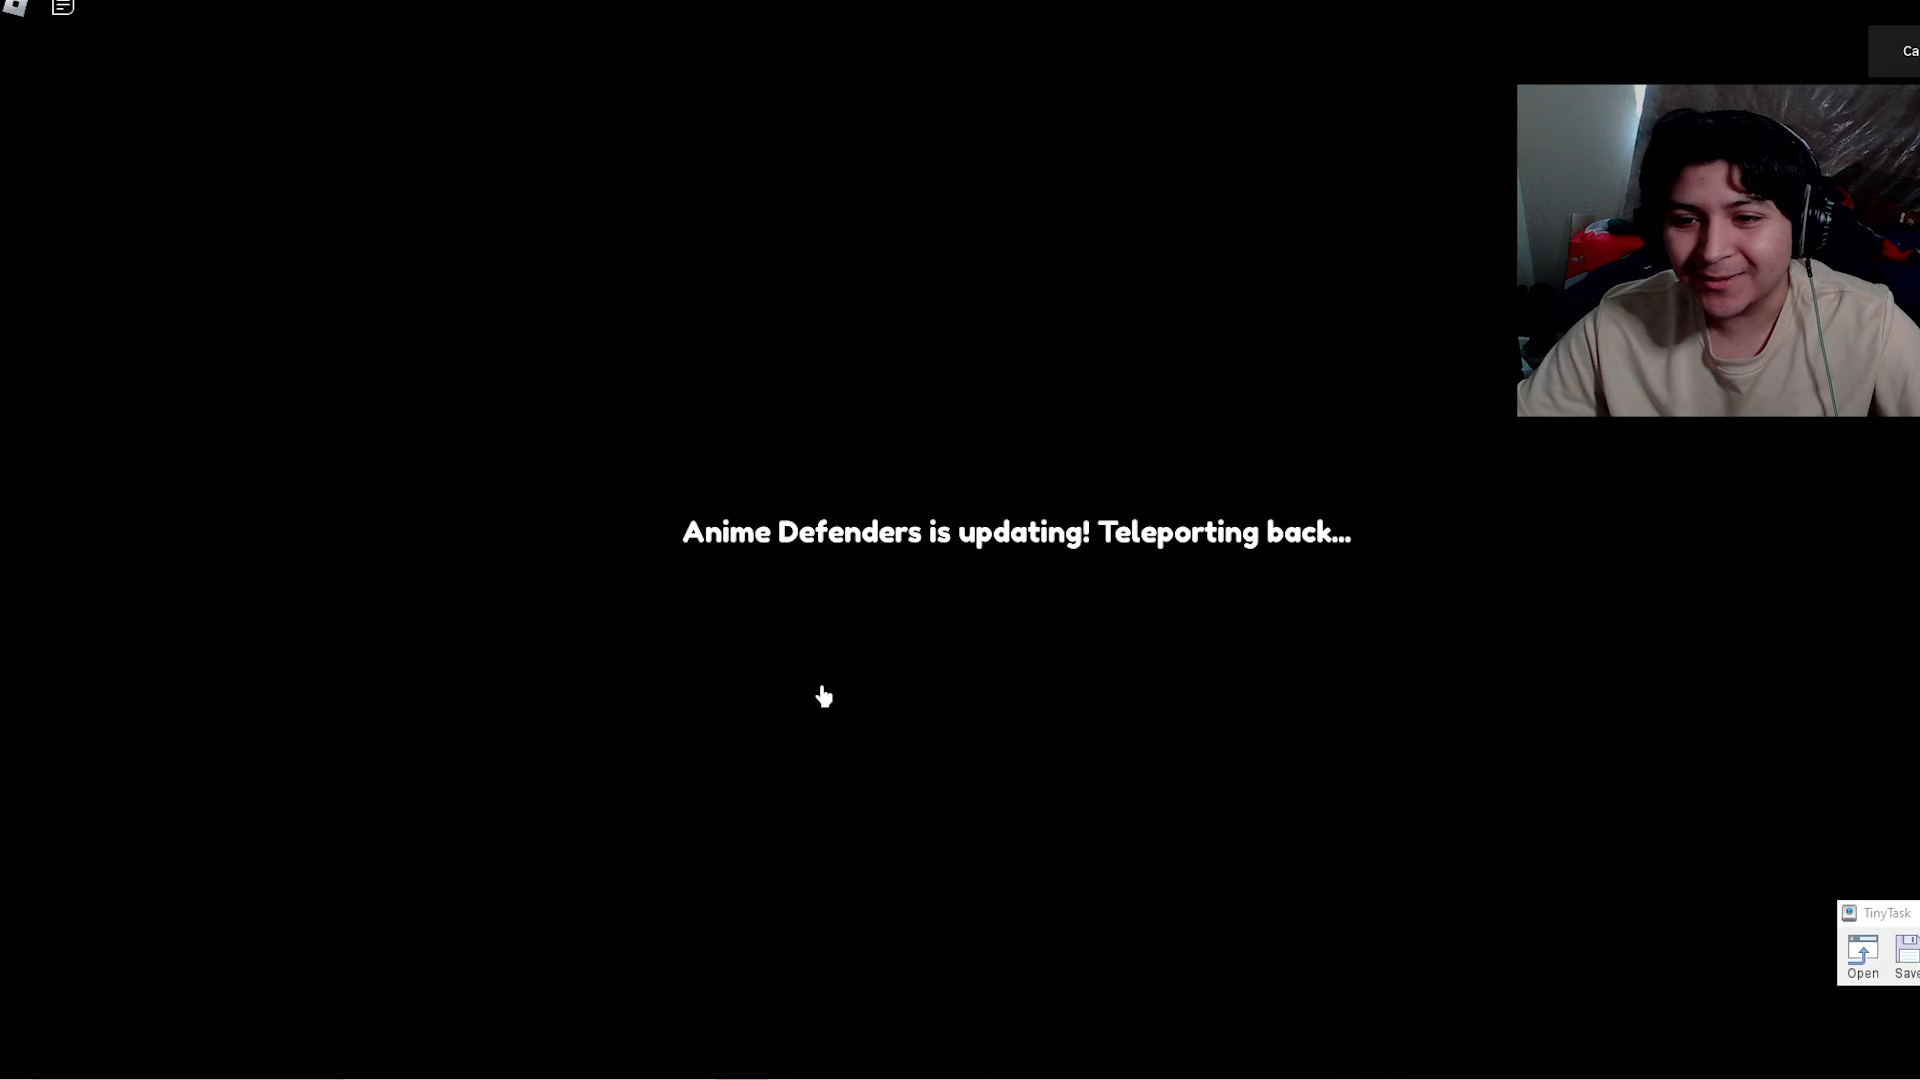 Ca
Anime Defenders is updating! Teleporting back...
TinyTask
Open
Save